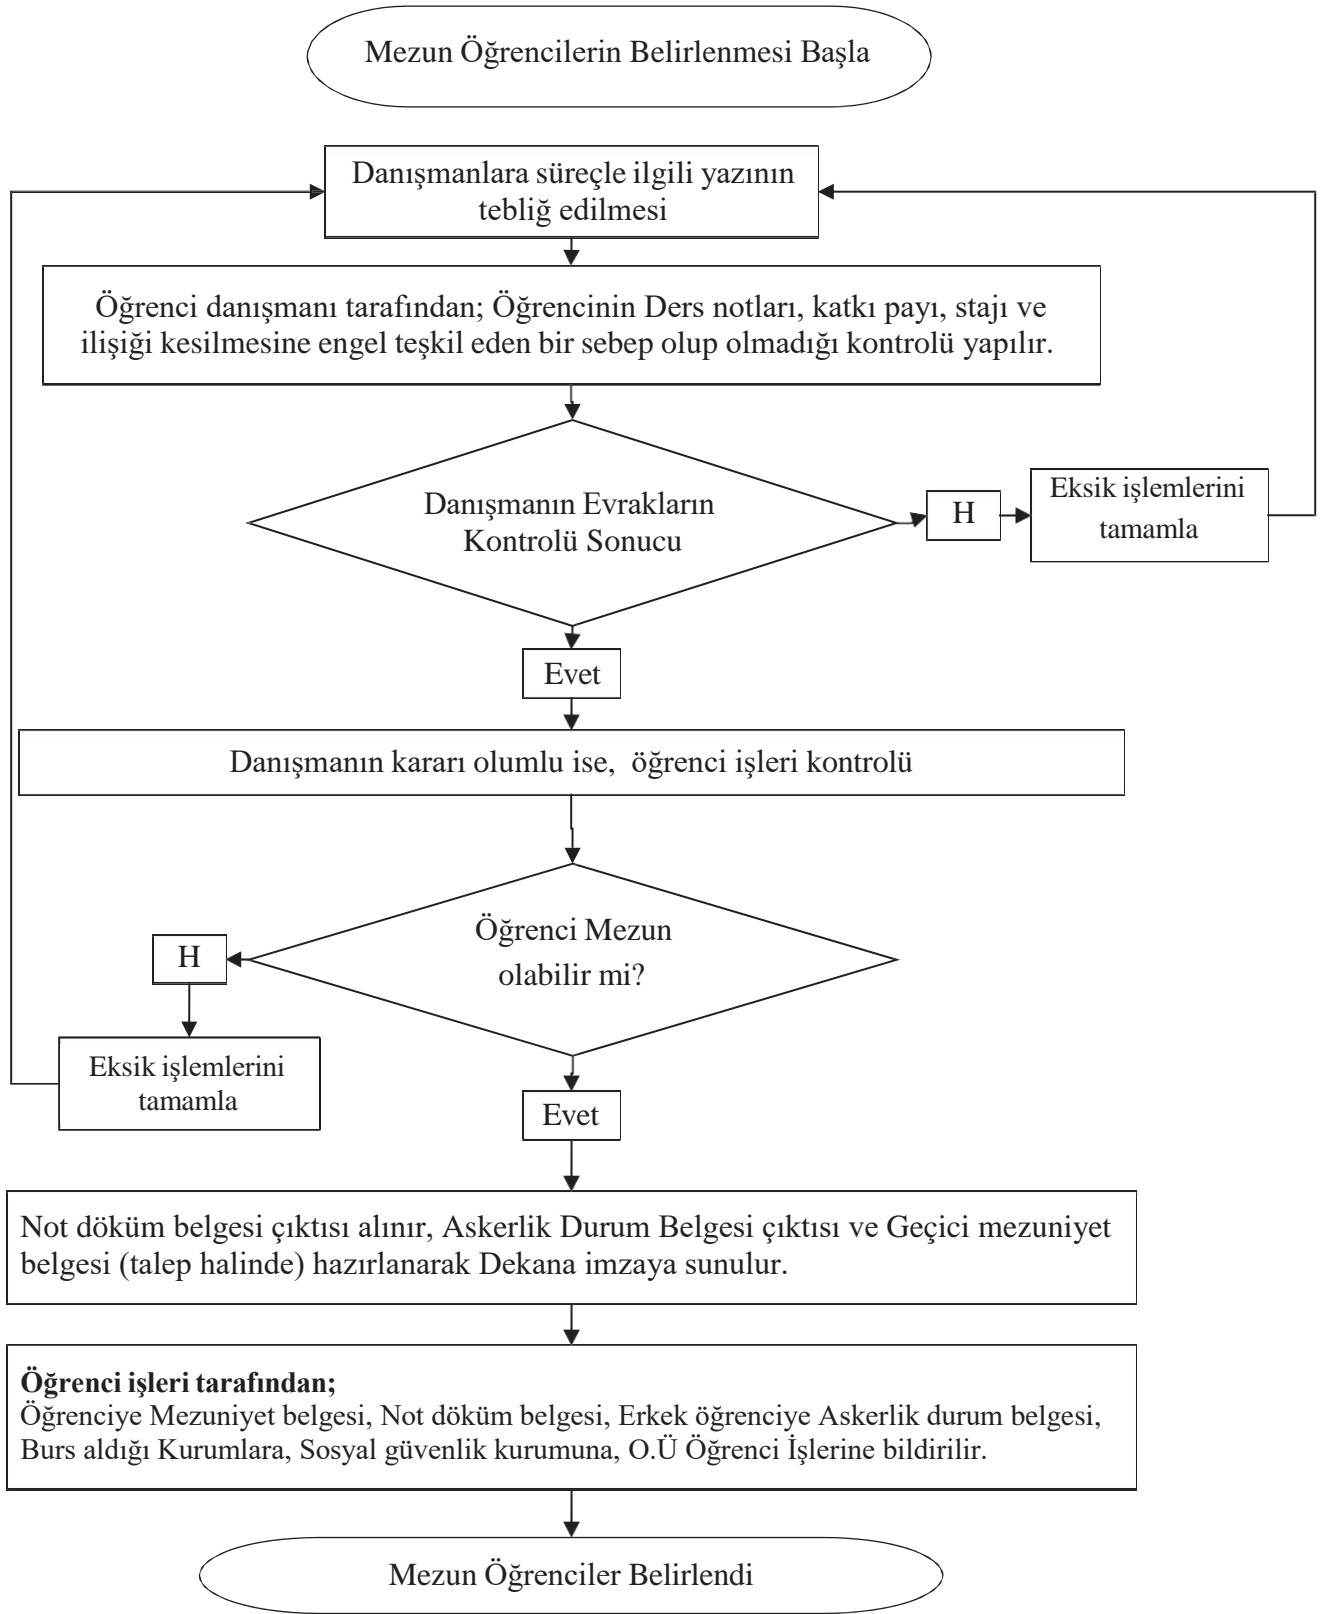 Mezun Öğrencilerin Belirlenmesi Başla
Danışmanlara süreçle ilgili yazının
tebliğ edilmesi
Öğrenci danışmanı tarafından; Öğrencinin Ders notları, katkı payı, stajı ve
ilişiği kesilmesine engel teşkil eden bir sebep olup olmadığı kontrolü yapılır.
Danışmanın Evrakların
Kontrolü Sonucu
H
Eksik işlemlerini
tamamla
Evet
Danışmanın kararı olumlu ise, öğrenci işleri kontrolü
Öğrenci Mezun
olabilir mi?
H
Eksik işlemlerini
tamamla
Evet
Not döküm belgesi çıktısı alınır, Askerlik Durum Belgesi çıktısı ve Geçici mezuniyet
belgesi (talep halinde) hazırlanarak Dekana imzaya sunulur.
Öğrenci işleri tarafından;
Öğrenciye Mezuniyet belgesi, Not döküm belgesi, Erkek öğrenciye Askerlik durum belgesi,
Burs aldığı Kurumlara, Sosyal güvenlik kurumuna, O.Ü Öğrenci İşlerine bildirilir.
Mezun Öğrenciler Belirlendi